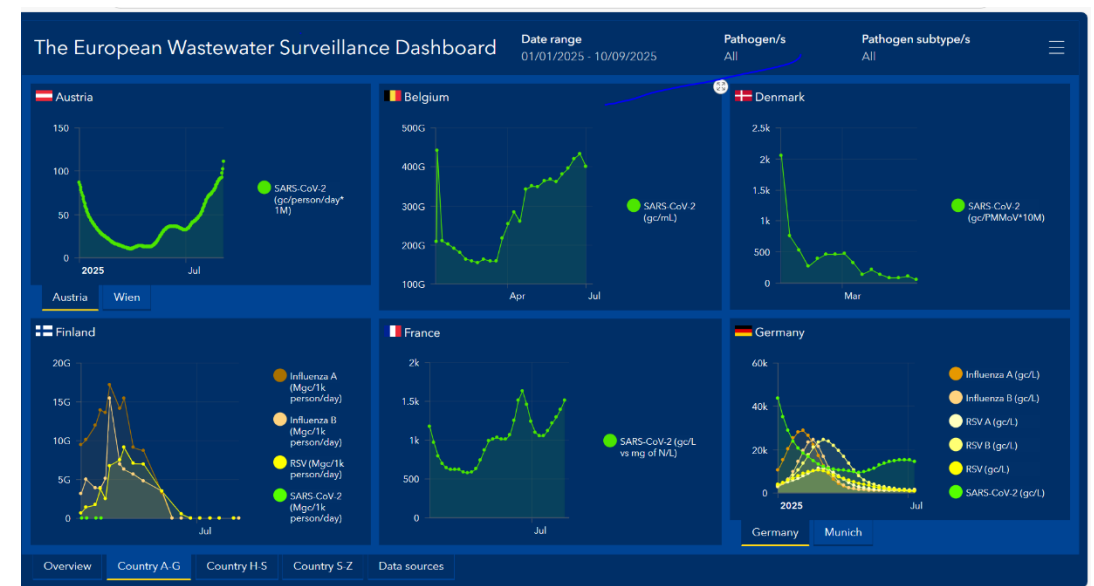 The European Wastewater Surveillance Dashboard
Date range
01/01/2025 - 10/09/2025
Pathogen/s
All
Pathogen subtype/s
All
Austria
150
100
50
0
2025
Jul
SARS-CoV-2
(gc/person/day*
1M)
Austria
Wien
Belgium
500G
400G
300G
200G
100G
Apr
Jul
SARS-CoV-2
(gc/mL)
Denmark
2.5k
2k
1.5k
1k
500
0
Mar
SARS-CoV-2
(gc/PMMoV*10M)
Finland
20G
15G
10G
5G
0
Jul
Influenza A
(Mgc/1k
person/day)
Influenza B
(Mgc/1k
person/day)
RSV (Mgc/1k
person/day)
SARS-CoV-2
(Mgc/1k
person/day)
France
2k
1.5k
1k
500
0
Jul
SARS-CoV-2 (gc/L
vs mg of N/L)
Germany
60k
40k
20k
0
2025
Jul
Influenza A (gc/L)
Influenza B (gc/L)
RSV A (gc/L)
RSV B (gc/L)
RSV (gc/L)
SARS-CoV-2 (gc/L)
Germany
Munich
Overview
Country A-G
Country H-S
Country S-Z
Data sources